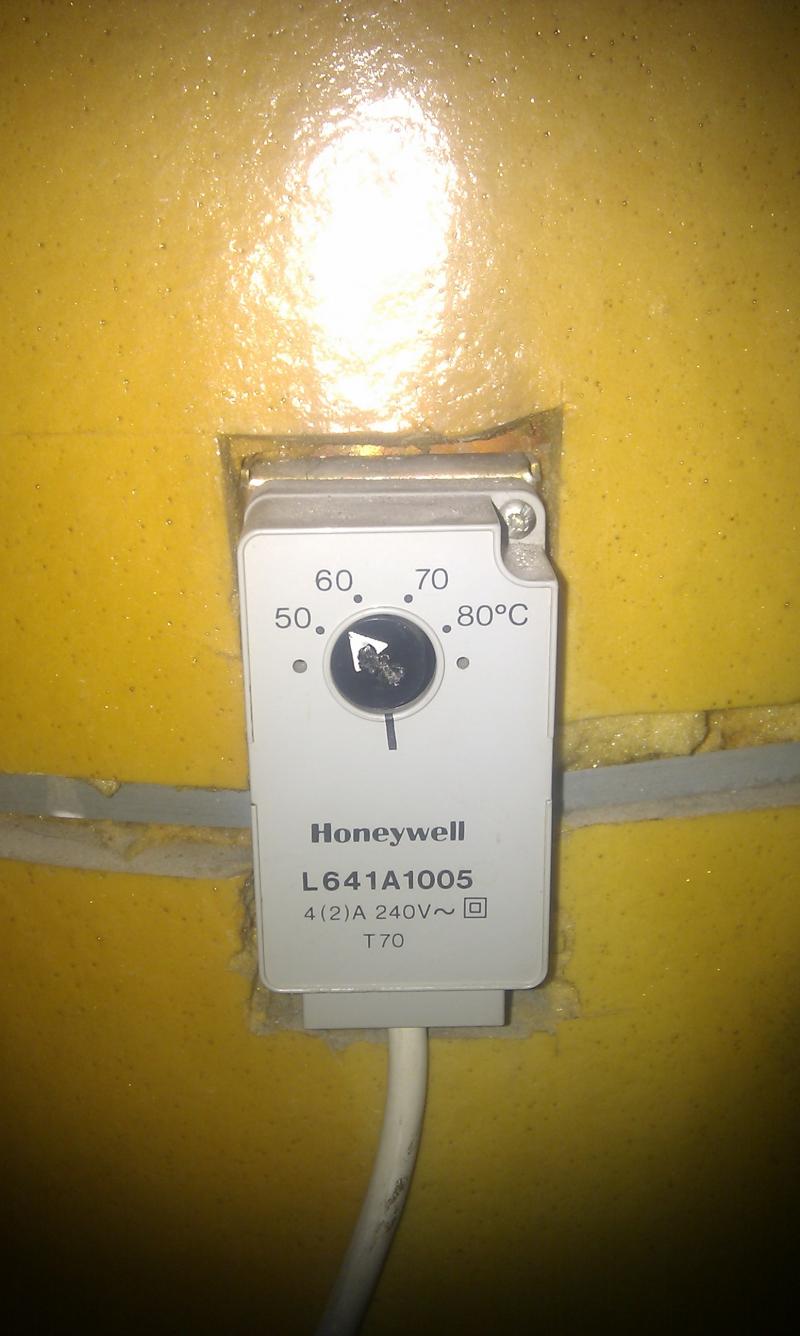 60 70
50 80°C
Honeywell
L641A1005
4(2)A 240V~
T70